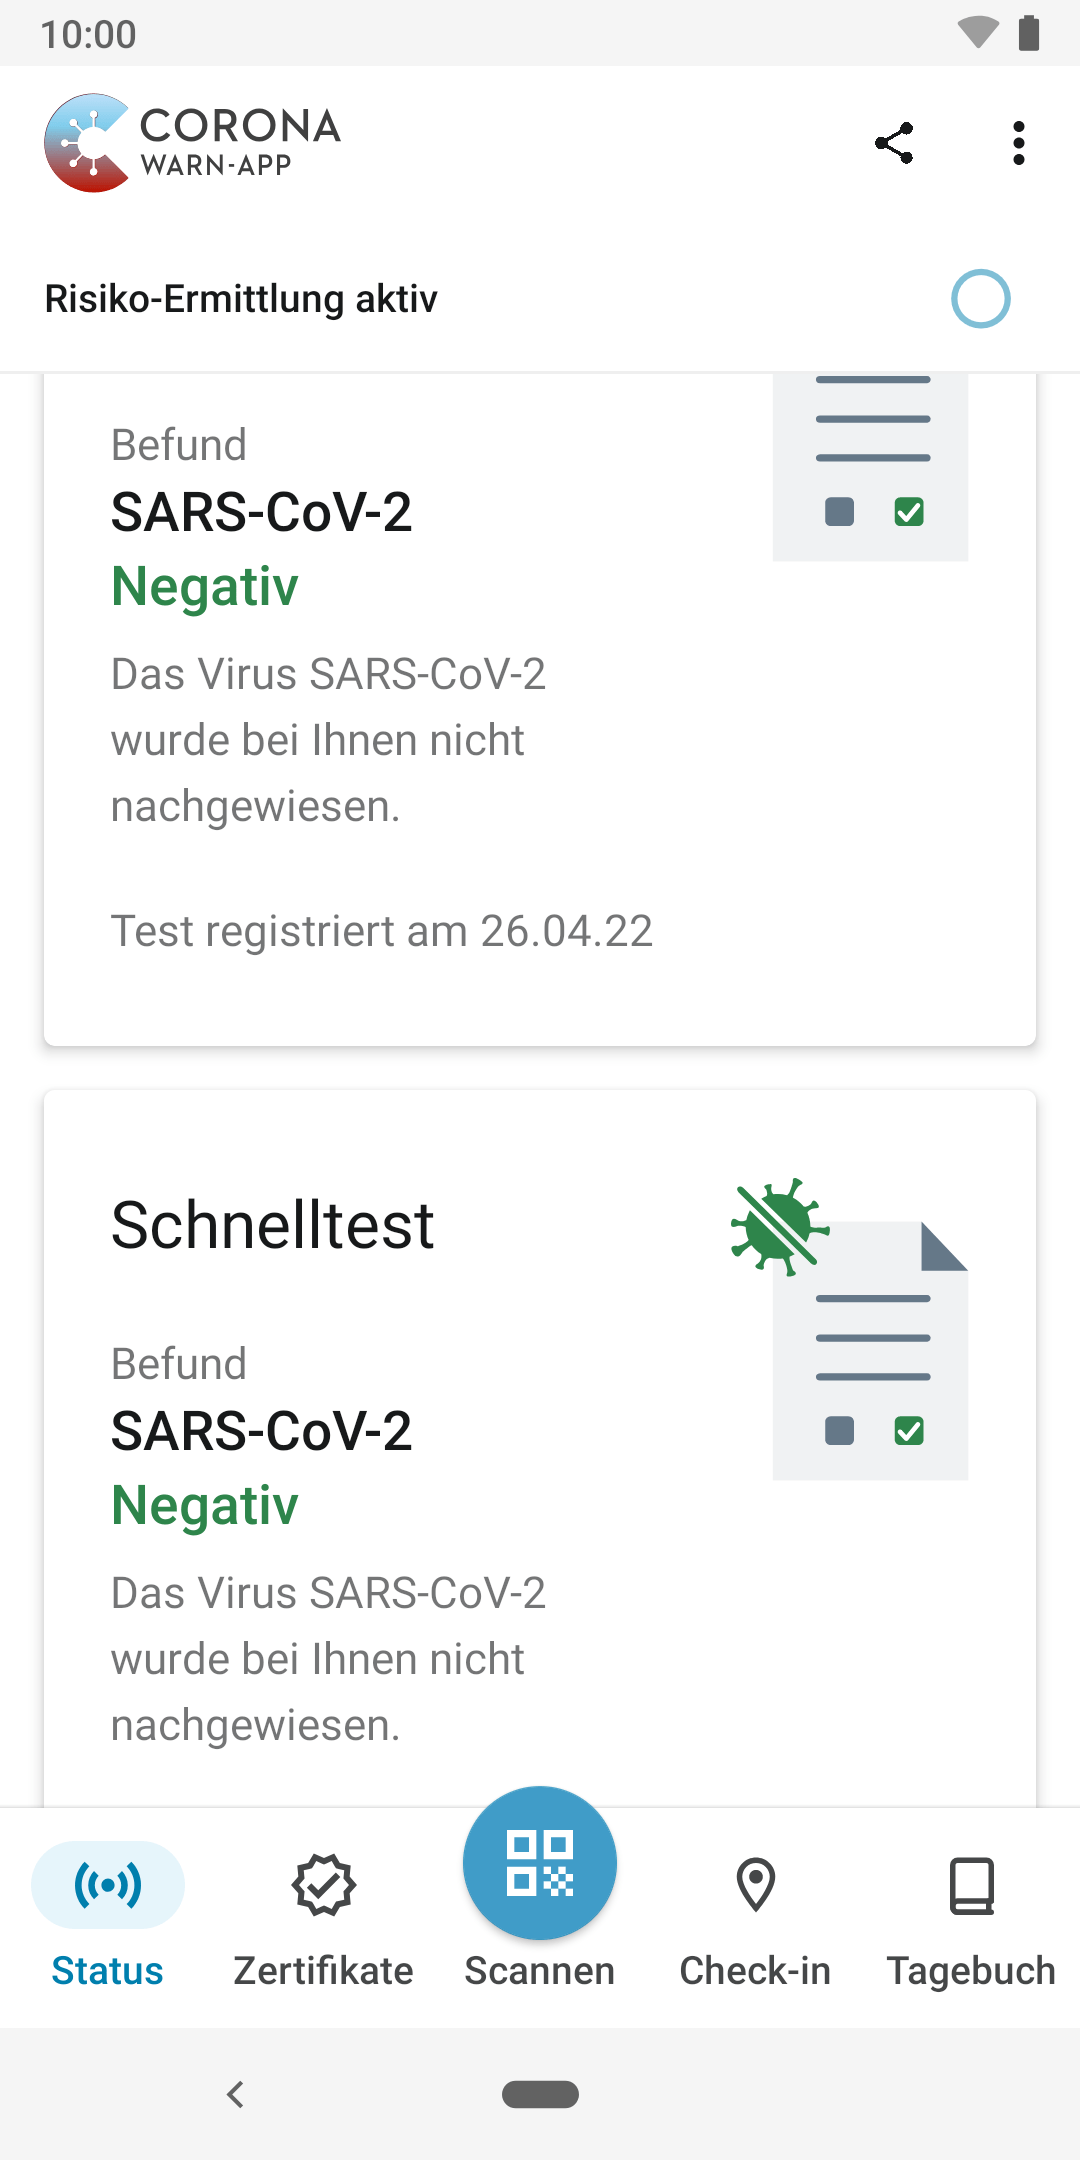 10:00
CORONA
WARN-APP
Risiko-Ermittlung aktiv
Befund
SARS-CoV-2
Negativ
Das Virus SARS-CoV-2
wurde bei Ihnen nicht
nachgewiesen.
Test registriert am 26.04.22
Schnelltest
Befund
SARS-CoV-2
Negativ
Das Virus SARS-CoV-2
wurde bei Ihnen nicht
nachgewiesen.
Status
Zertifikate
Scannen
Check-in
Tagebuch